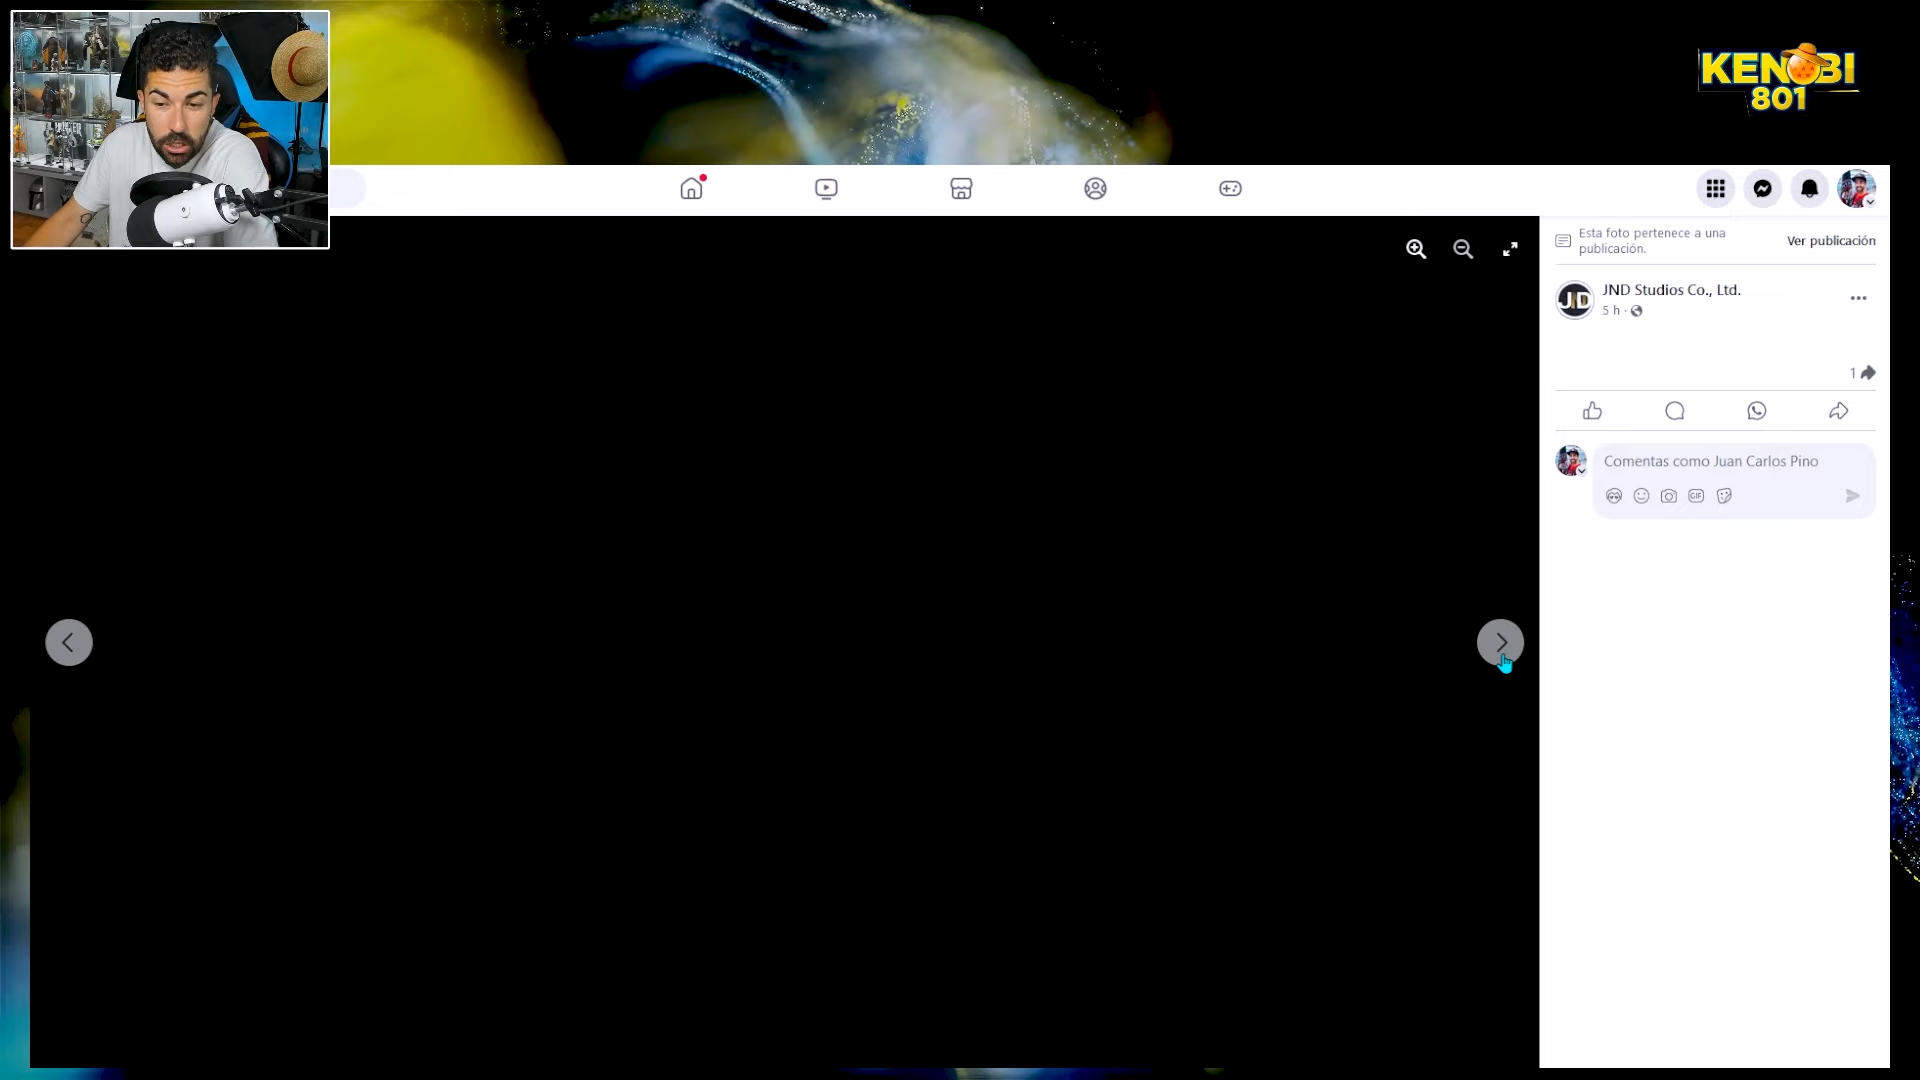 KENOBI
801
Esta foto pertenece a una
publicación.
Ver publicación
JND Studios Co., Ltd.
5 h ·
1
Comentas como Juan Carlos Pino
GIF